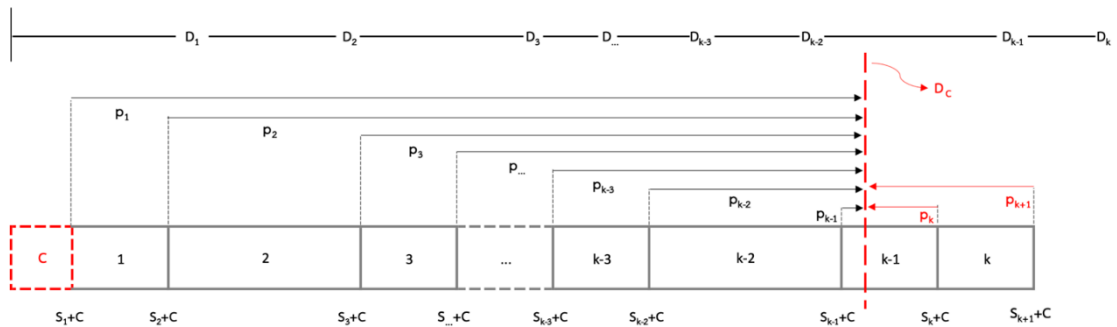 D₁ D₂ D₃ D... Dₖ₋₃ Dₖ₋₂ Dₖ₋₁ Dₖ
D C
p₁
p₂
p₃
p...
pₖ₋₃
pₖ₋₂
pₖ₋₁ pₖ pₖ₊₁
C 1 2 3 ... k-3 k-2 k-1 k
S₁+C S₂+C S₃+C S...+C Sₖ₋₃+C Sₖ₋₂+C Sₖ₋₁+C Sₖ+C Sₖ₊₁+C